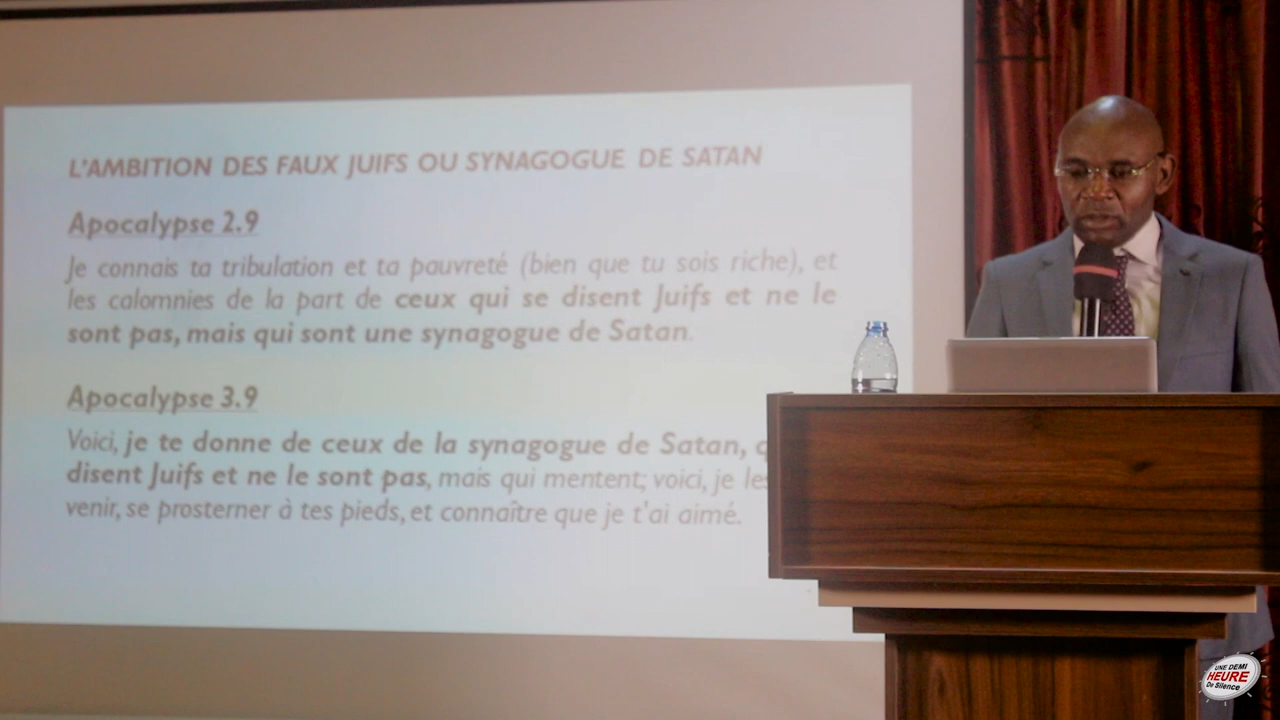 L'AMBITION DES FAUX JUIFS OU SYNAGOGUE DE SATAN
Apocalypse 2.9
Je connais ta tribulation et ta pauvreté (bien que tu sois riche), et
les calomnies de la part de ceux qui se disent Juifs et ne le
sont pas, mais qui sont une synagogue de Satan.
Apocalypse 3.9
Voici, je te donne de ceux de la synagogue de Satan,
disent Juifs et ne le sont pas, mais qui mentent; voici, je les
venir, se prosterner à tes pieds, et connaître que je t'ai aimé.
UNE DEMI
HEURE
De Silence